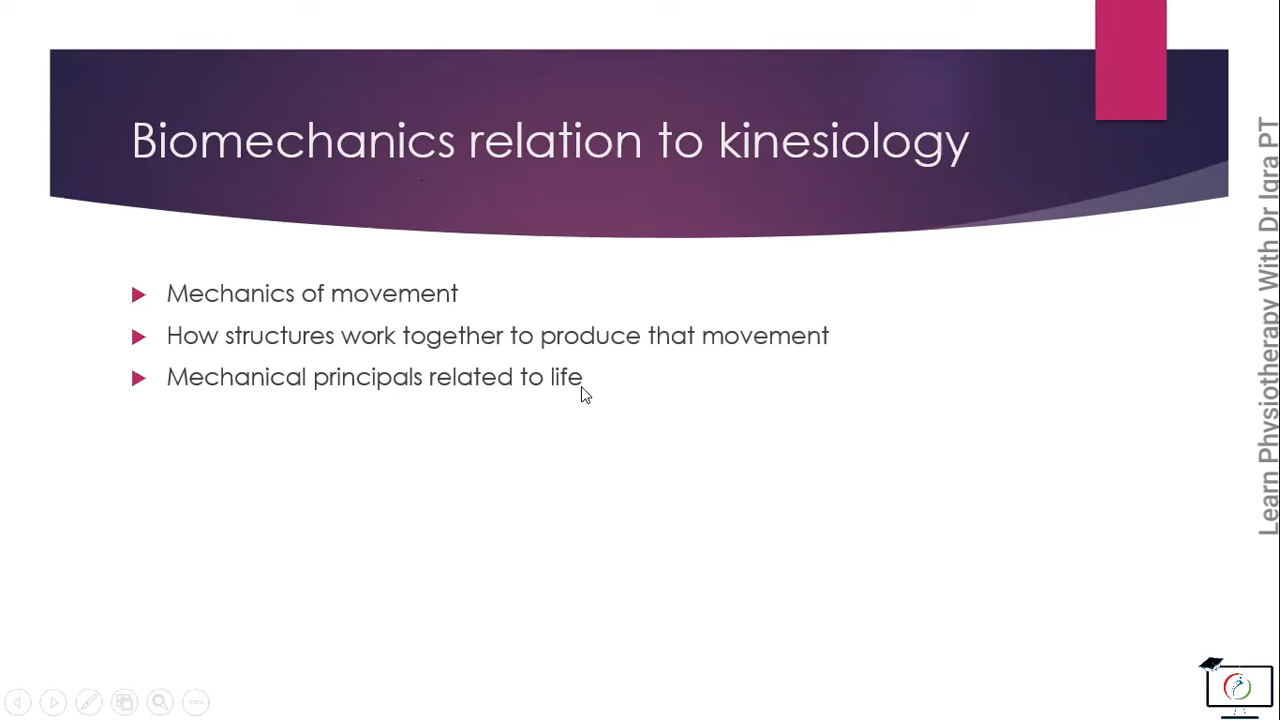 Biomechanics relation to kinesiology
Mechanics of movement
How structures work together to produce that movement
Mechanical principals related to life
Learn Physiotherapy With Dr Iqra PT